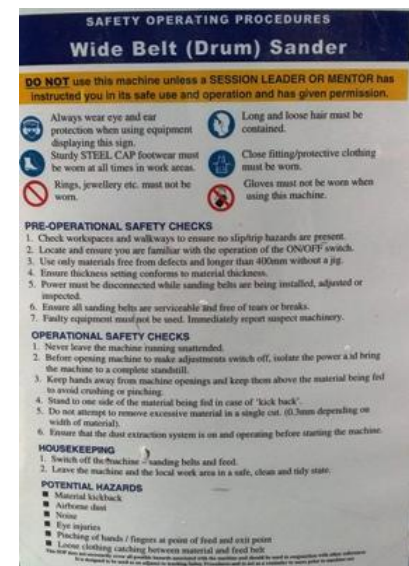 SAFETY OPERATING PROCEDURES
Wide Belt (Drum) Sander
DO NOT use this machine unless a SESSION LEADER OR MENTOR has
instructed you in its safe use and operation and has given permission.
Always wear eye and ear
protection when using equipment
displaying this sign.
Long and loose hair must be
contained.
Sturdy STEEL CAP footwear must
be worn at all times in work areas.
Close fitting/protective clothing
must be worn.
Rings, jewellery etc. must not be
worn.
Gloves must not be worn when
using this machine.
PRE-OPERATIONAL SAFETY CHECKS
1. Check workspaces and walkways to ensure no slip/trip hazards are present.
2. Locate and ensure you are familiar with the operation of the ON/OFF switch.
3. Use only materials free from defects and longer than 400mm without a jig.
4. Ensure thickness setting conforms to material thickness.
5. Power must be disconnected while sanding belts are being installed, adjusted or
inspected.
6. Ensure all sanding belts are serviceable and free of tears or breaks.
7. Faulty equipment must not be used. Immediately report suspect machinery.
OPERATIONAL SAFETY CHECKS
1. Never leave the machine running unattended.
2. Before opening machine to make adjustments switch off, isolate the power and bring
the machine to a complete standstill.
3. Keep hands away from machine openings and keep them above the material being fed
to avoid crushing or pinching.
4. Stand to one side of the material being fed in case of 'kick back'.
5. Do not attempt to remove excessive material in a single cut. (0.3mm depending on
width of material).
6. Ensure that the dust extraction system is on and operating before starting the machine.
HOUSEKEEPING
1. Switch off the machine sanding belts and feed.
2. Leave the machine and the local work area in a safe, clean and tidy state.
POTENTIAL HAZARDS
■ Material kickback
■ Airborne dust
■ Noise
■ Eye injuries
■ Pinching of hands / fingers at point of feed and exit point
■ Loose clothing catching between material and feed belt